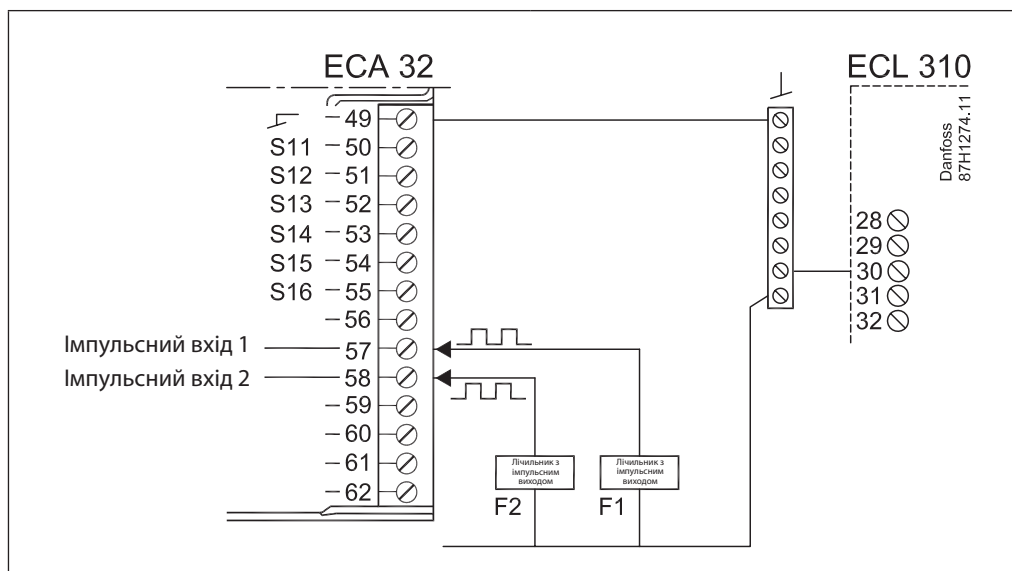 ECA 32
ECL 310
Danfoss
87H1274.11
49
S11 50
S12 51
S13 52
S14 53
S15 54
S16 55
56
Імпульсний вхід 1 57
Імпульсний вхід 2 58
59
60
61
62
28
29
30
31
32
Лічильник з
імпульсним
виходом
F2
Лічильник з
імпульсним
виходом
F1